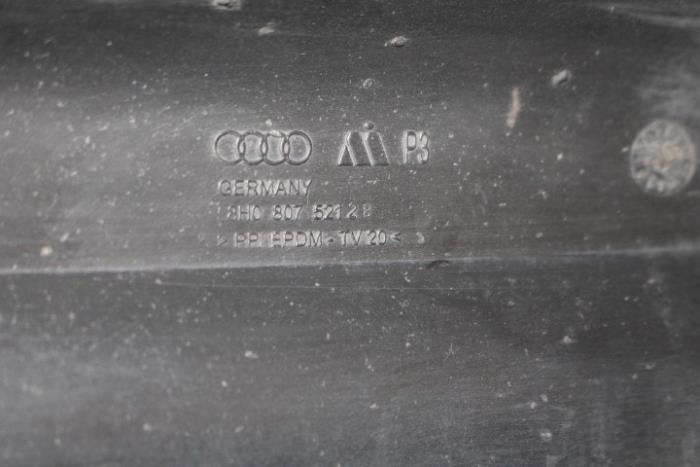 P3
GERMANY
8H0 807 521 2 B
> PP EPDM - TV 20 <